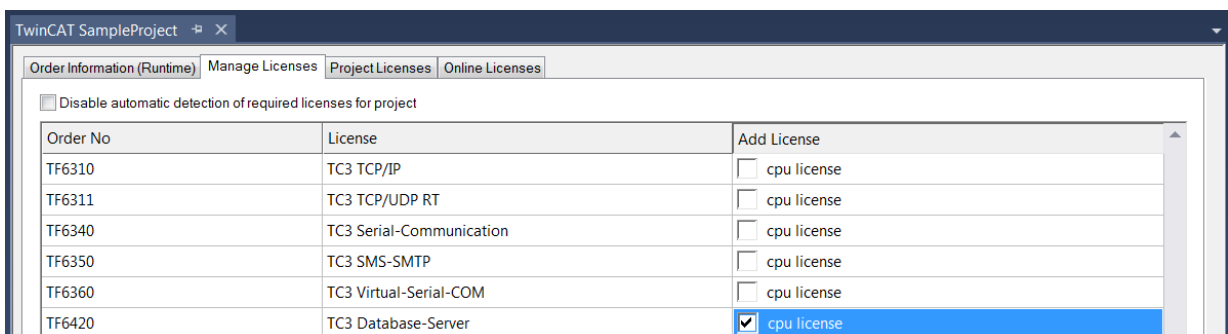 TwinCAT SampleProject
Order Information (Runtime) Manage Licenses Project Licenses Online Licenses
Disable automatic detection of required licenses for project
Order No License Add License
TF6310 TC3 TCP/IP cpu license
TF6311 TC3 TCP/UDP RT cpu license
TF6340 TC3 Serial-Communication cpu license
TF6350 TC3 SMS-SMTP cpu license
TF6360 TC3 Virtual-Serial-COM cpu license
TF6420 TC3 Database-Server cpu license